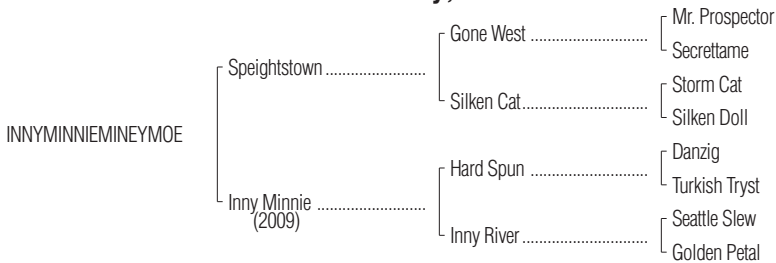 Mr. Prospector
Gone West
Secrettame
Speightstown
Storm Cat
Silken Cat
Silken Doll
INNYMINNIEMINEYMOE
Danzig
Hard Spun
Turkish Tryst
Inny Minnie
(2009)
Seattle Slew
Inny River
Golden Petal